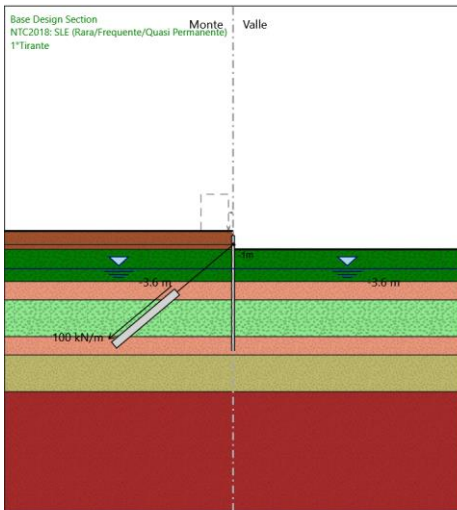 Base Design Section
NTC2018: SLE (Rara/Frequente/Quasi Permanente)
1°Tirante
Monte
Valle
-1m
-3.6 m
-3.6 m
100 kN/m